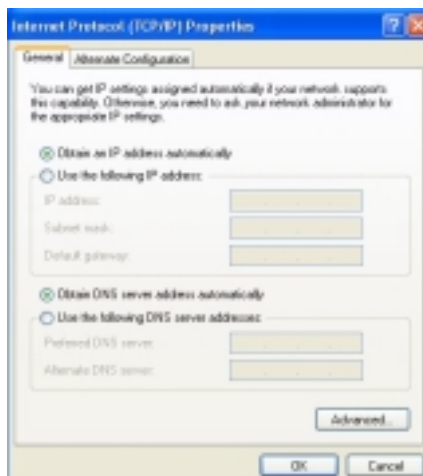 Internet Protocol (TCP/IP) Properties
General
Alternate Configuration
You can get IP settings assigned automatically if your network supports
this capability. Otherwise, you need to ask your network administrator for
the appropriate IP settings.
Obtain an IP address automatically
Use the following IP address:
IP address:
Subnet mask:
Default gateway:
Obtain DNS server address automatically
Use the following DNS server addresses:
Preferred DNS server:
Alternate DNS server:
Advanced...
OK
Cancel